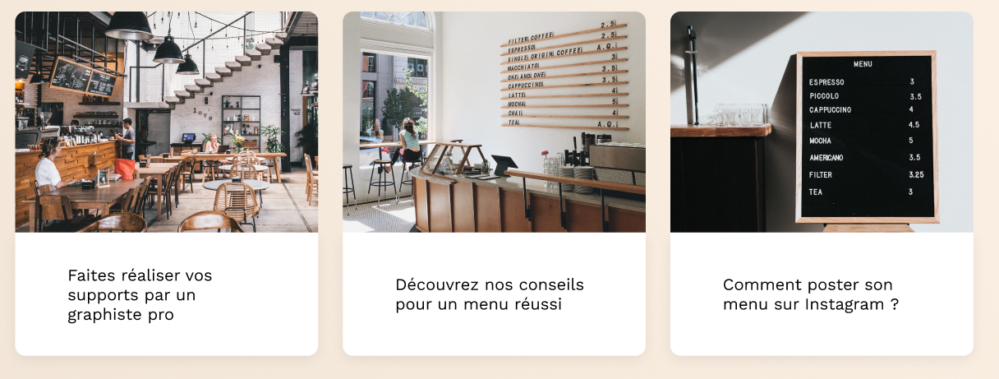 FILTER COFFEE 2.5
ESPRESSO 2.5
SINGLE ORIGIN COFFEE A.Q.
MACCHIATO 3
ONE AND ONE 3.5
CAPPUCCINO 3.5
LATTE 4
MOCHA 5
CHAI 4
TEA A.Q.
MENU
ESPRESSO 3
PICCOLO 3.5
CAPPUCCINO 4
LATTE 4.5
MOCHA 5
AMERICANO 3.5
FILTER 3.25
TEA 3
Faites réaliser vos
supports par un
graphiste pro
Découvrez nos conseils
pour un menu réussi
Comment poster son
menu sur Instagram ?